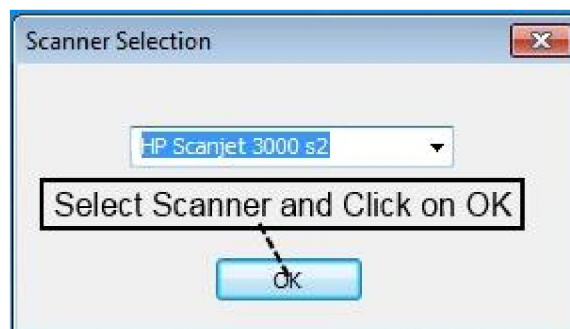 Scanner Selection
HP Scanjet 3000 s2
Select Scanner and Click on OK
OK